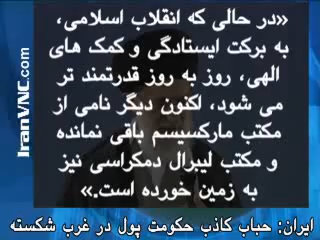 «در حالی که انقلاب اسلامی،
به برکت ایستادگی و کمک های
الهی، روز به روز قدرتمند تر
می شود، اکنون دیگر نامی از
مکتب مارکسیسم باقی نمانده
و مکتب لیبرال دمکراسی نیز
به زمین خورده است.»
IranVNC.com
ایران: حباب کاذب حکومت پول در غرب شکسته